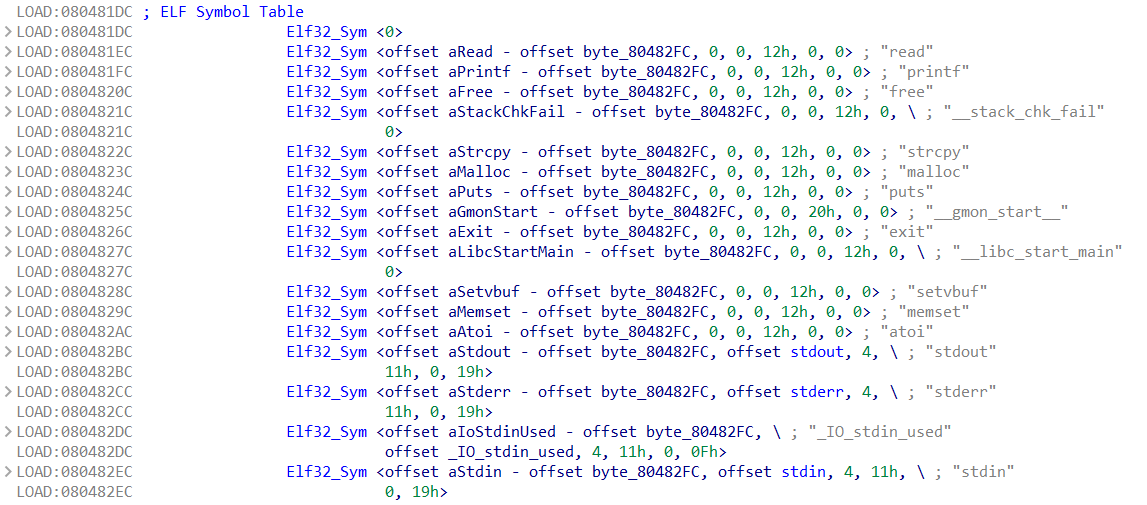 LOAD:080481DC ; ELF Symbol Table
LOAD:080481DC Elf32_Sym <0>
LOAD:080481EC Elf32_Sym <offset aRead - offset byte_80482FC, 0, 0, 12h, 0, 0> ; "read"
LOAD:080481FC Elf32_Sym <offset aPrintf - offset byte_80482FC, 0, 0, 12h, 0, 0> ; "printf"
LOAD:0804820C Elf32_Sym <offset aFree - offset byte_80482FC, 0, 0, 12h, 0, 0> ; "free"
LOAD:0804821C Elf32_Sym <offset aStackChkFail - offset byte_80482FC, 0, 0, 12h, 0, \ ; "__stack_chk_fail"
LOAD:0804821C 0>
LOAD:0804822C Elf32_Sym <offset aStrcpy - offset byte_80482FC, 0, 0, 12h, 0, 0> ; "strcpy"
LOAD:0804823C Elf32_Sym <offset aMalloc - offset byte_80482FC, 0, 0, 12h, 0, 0> ; "malloc"
LOAD:0804824C Elf32_Sym <offset aPuts - offset byte_80482FC, 0, 0, 12h, 0, 0> ; "puts"
LOAD:0804825C Elf32_Sym <offset aGmonStart - offset byte_80482FC, 0, 0, 20h, 0, 0> ; "__gmon_start__"
LOAD:0804826C Elf32_Sym <offset aExit - offset byte_80482FC, 0, 0, 12h, 0, 0> ; "exit"
LOAD:0804827C Elf32_Sym <offset aLibcStartMain - offset byte_80482FC, 0, 0, 12h, 0, \ ; "__libc_start_main"
LOAD:0804827C 0>
LOAD:0804828C Elf32_Sym <offset aSetvbuf - offset byte_80482FC, 0, 0, 12h, 0, 0> ; "setvbuf"
LOAD:0804829C Elf32_Sym <offset aMemset - offset byte_80482FC, 0, 0, 12h, 0, 0> ; "memset"
LOAD:080482AC Elf32_Sym <offset aAtoi - offset byte_80482FC, 0, 0, 12h, 0, 0> ; "atoi"
LOAD:080482BC Elf32_Sym <offset aStdout - offset byte_80482FC, offset stdout, 4, \ ; "stdout"
LOAD:080482BC 11h, 0, 19h>
LOAD:080482CC Elf32_Sym <offset aStderr - offset byte_80482FC, offset stderr, 4, \ ; "stderr"
LOAD:080482CC 11h, 0, 19h>
LOAD:080482DC Elf32_Sym <offset aIoStdinUsed - offset byte_80482FC, \ ; "_IO_stdin_used"
LOAD:080482DC offset _IO_stdin_used, 4, 11h, 0, 0Fh>
LOAD:080482EC Elf32_Sym <offset aStdin - offset byte_80482FC, offset stdin, 4, 11h, \ ; "stdin"
LOAD:080482EC 0, 19h>